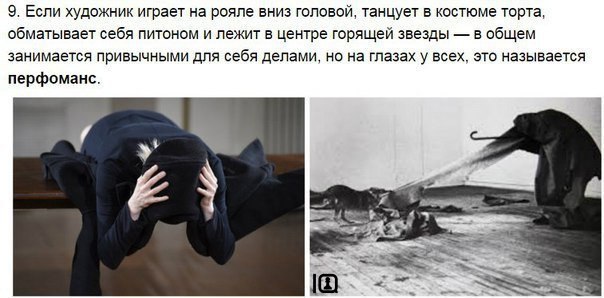 9. Если художник играет на рояле вниз головой, танцует в костюме торта,
обматывает себя питоном и лежит в центре горящей звезды — в общем
занимается привычными для себя делами, но на глазах у всех, это называется
перфоманс.